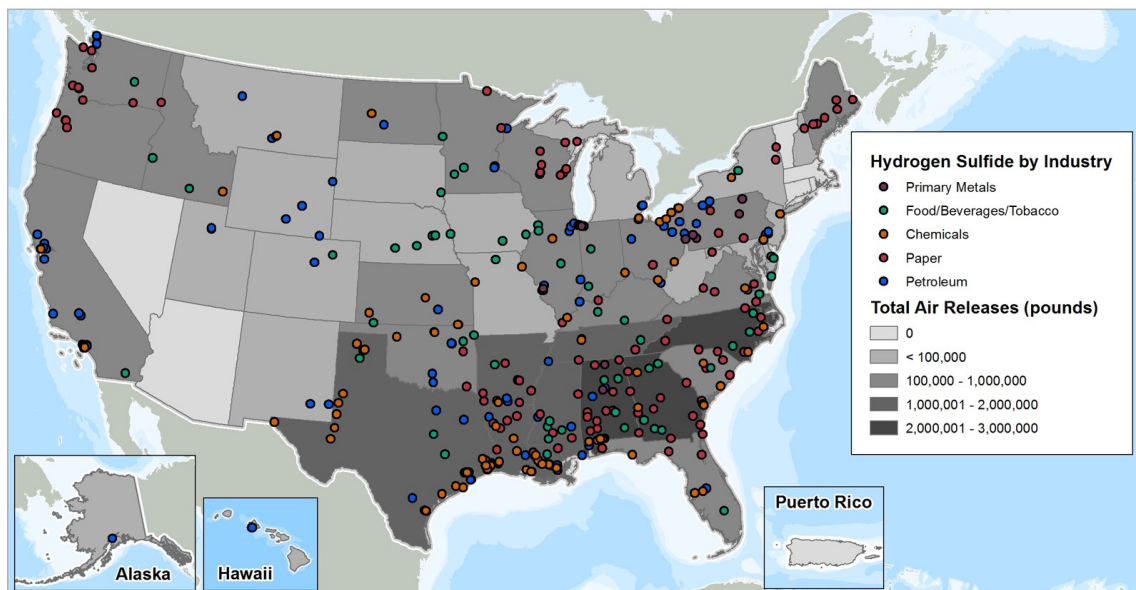 Hydrogen Sulfide by Industry
Primary Metals
Food/Beverages/Tobacco
Chemicals
Paper
Petroleum
Total Air Releases (pounds)
0
< 100,000
100,000 - 1,000,000
1,000,001 - 2,000,000
2,000,001 - 3,000,000
Alaska
Hawaii
Puerto Rico